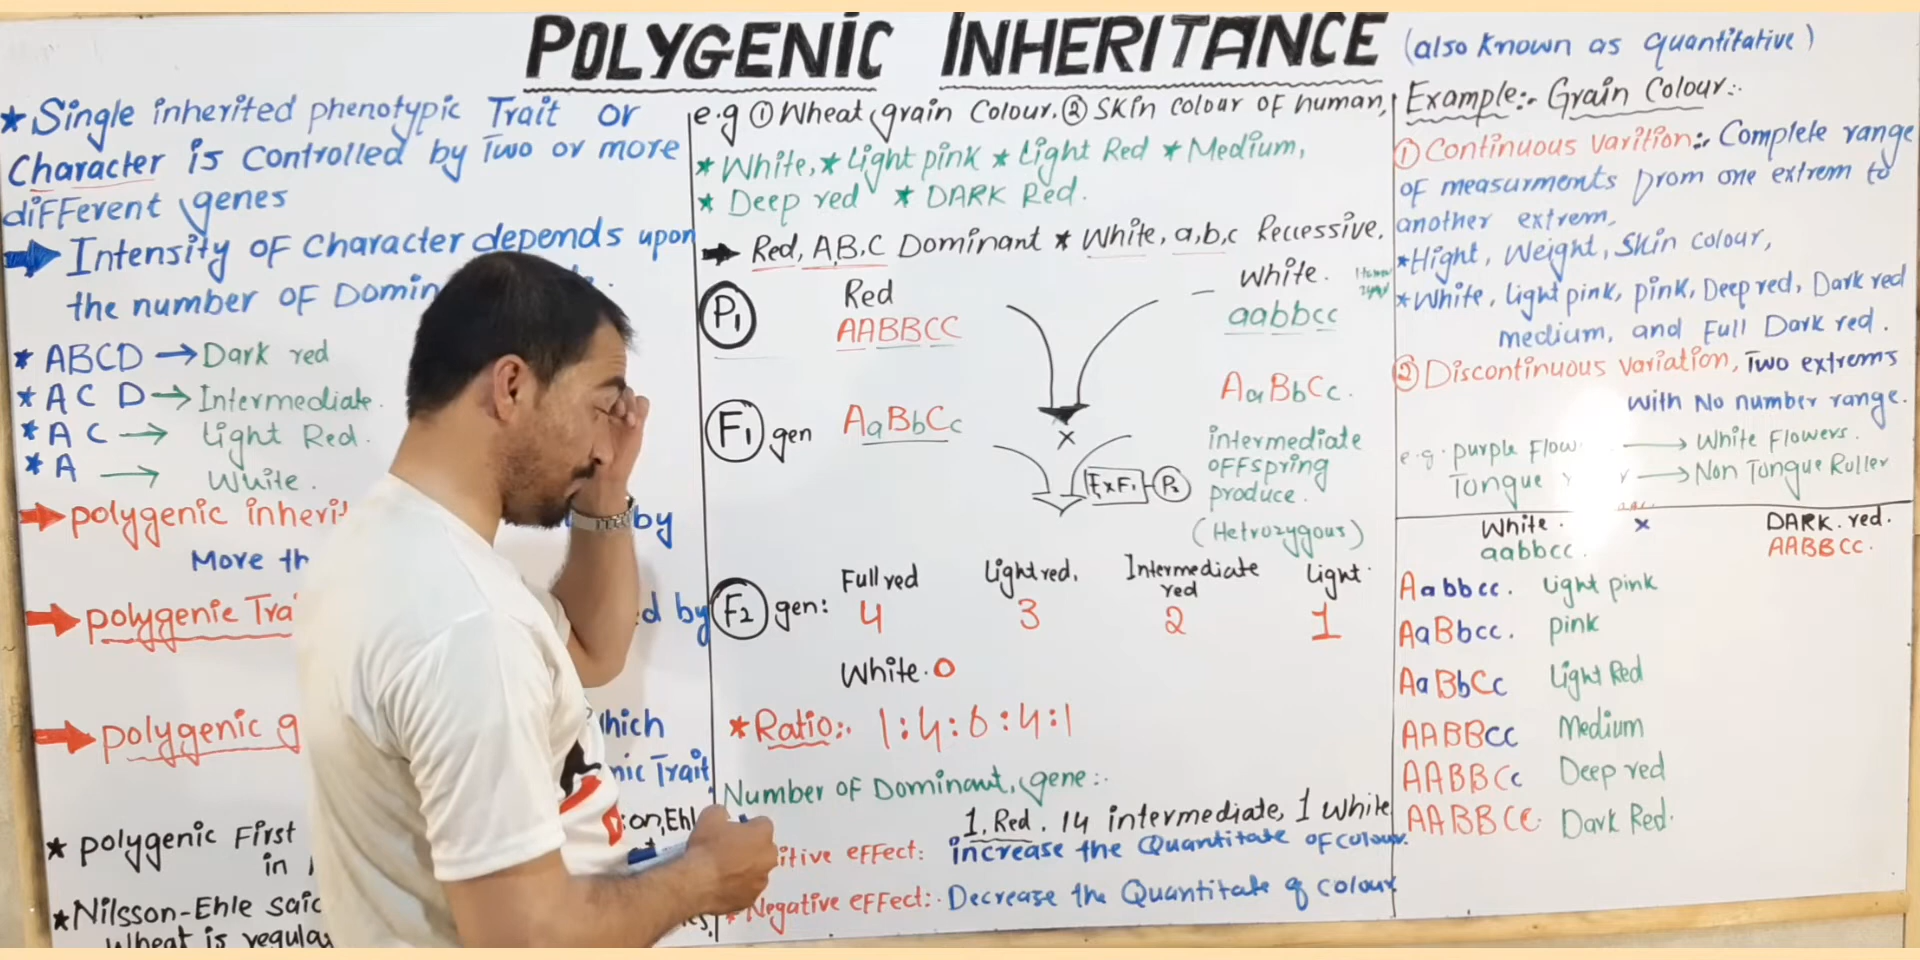 POLYGENIC INHERITANCE (also known as quantitative)
★ Single inherited phenotypic Trait or
Character is controlled by Two or more
different genes
Intensity of character depends upon
the number of Domin
★ ABCD → Dark red
★ A C D → Intermediate.
★ A C → Light Red.
★ A → White.
polygenic inheri by
More th
polygenic Trai d by
polygenic g which
nic Trait
★ polygenic First on, Ehl
in
★ Nilsson-Ehle said
Wheat is regula
e.g ① Wheat grain Colour. ② Skin colour of human,
★ White, ★ Light pink ★ Light Red ★ Medium,
★ Deep red ★ DARK Red.
Red, A,B,C Dominant ★ White, a,b,c Reccessive.
P1 Red White.
AABBCC aabbcc
F1 gen AaBbCc × AaBbCc.
intermediate
offspring
produce.
(Hetrozygous)
F1×F1 P2
F2 gen: Full red Light red. Intermediate red Light.
4 3 2 1
White. 0
★ Ratio:. 1 : 4 : 6 : 4 : 1
Number of Dominant, gene:.
1. Red. 14 intermediate, 1 white
itive effect: increase the Quantitate of colour.
★ Negative effect:. Decrease the Quantitate of colour
Example:. Grain Colour:.
① Continuous varition:. Complete range
of measurments from one extrem to
another extrem.
★ Hight, Weight, Skin colour,
★ White, Light pink, pink, Deep red, Dark red
medium, and Full Dark red.
② Discontinuous variation, Two extrems
with No number range.
e.g. purple Flow → White Flowers.
Tongue r → Non Tongue Roller
White. × DARK. red.
aabbcc. AABBCC.
Aabbcc. Light pink
AaBbcc. pink
AaBbCc Light Red
AABBcc Medium
AABBCc Deep red
AABBCC. Dark Red.